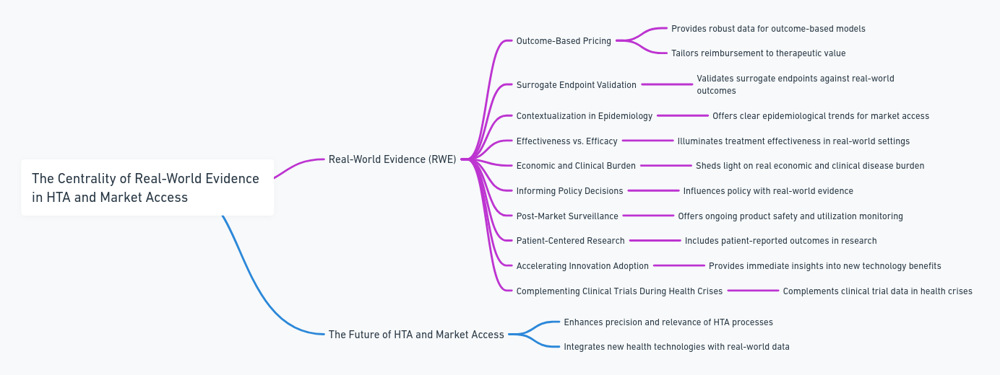 The Centrality of Real-World Evidence
in HTA and Market Access
Real-World Evidence (RWE)
Outcome-Based Pricing
Provides robust data for outcome-based models
Tailors reimbursement to therapeutic value
Surrogate Endpoint Validation
Validates surrogate endpoints against real-world
outcomes
Contextualization in Epidemiology
Offers clear epidemiological trends for market access
Effectiveness vs. Efficacy
Illuminates treatment effectiveness in real-world settings
Economic and Clinical Burden
Sheds light on real economic and clinical disease burden
Informing Policy Decisions
Influences policy with real-world evidence
Post-Market Surveillance
Offers ongoing product safety and utilization monitoring
Patient-Centered Research
Includes patient-reported outcomes in research
Accelerating Innovation Adoption
Provides immediate insights into new technology benefits
Complementing Clinical Trials During Health Crises
Complements clinical trial data in health crises
The Future of HTA and Market Access
Enhances precision and relevance of HTA processes
Integrates new health technologies with real-world data